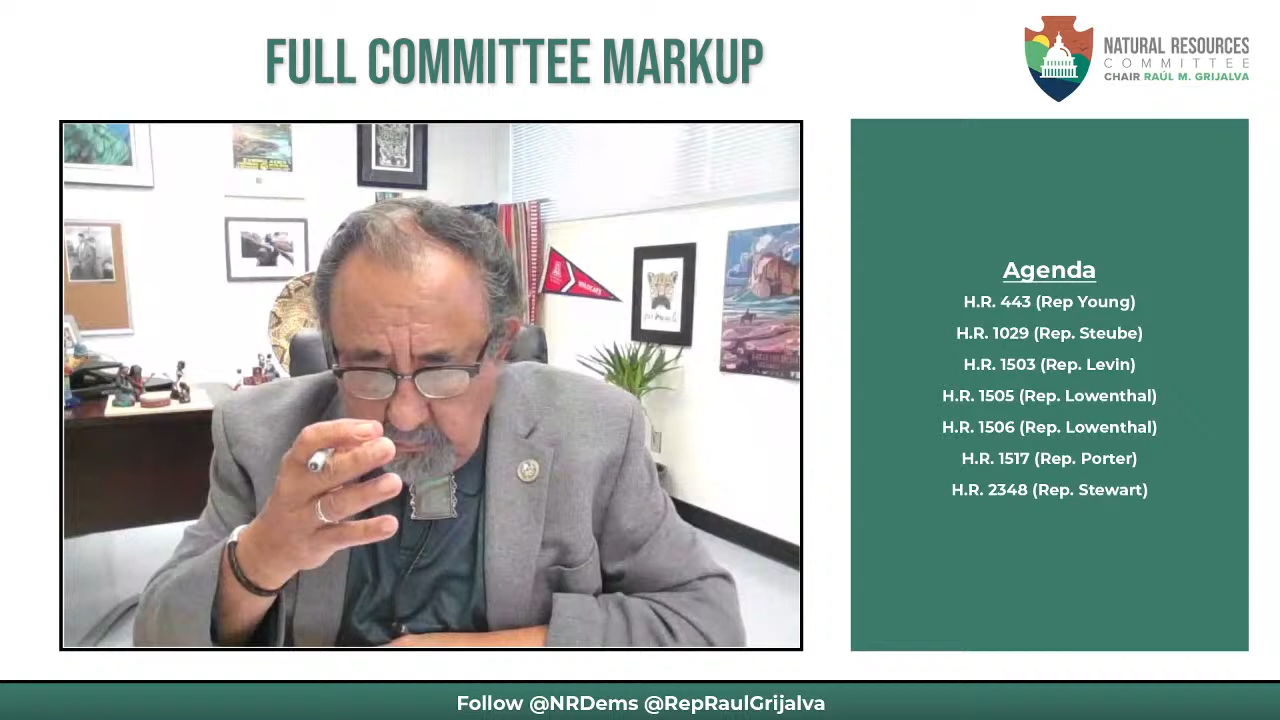 FULL COMMITTEE MARKUP
NATURAL RESOURCES
COMMITTEE
CHAIR RAÚL M. GRIJALVA
WILDCATS
Agenda
H.R. 443 (Rep Young)
H.R. 1029 (Rep. Steube)
H.R. 1503 (Rep. Levin)
H.R. 1505 (Rep. Lowenthal)
H.R. 1506 (Rep. Lowenthal)
H.R. 1517 (Rep. Porter)
H.R. 2348 (Rep. Stewart)
Follow @NRDems @RepRaulGrijalva